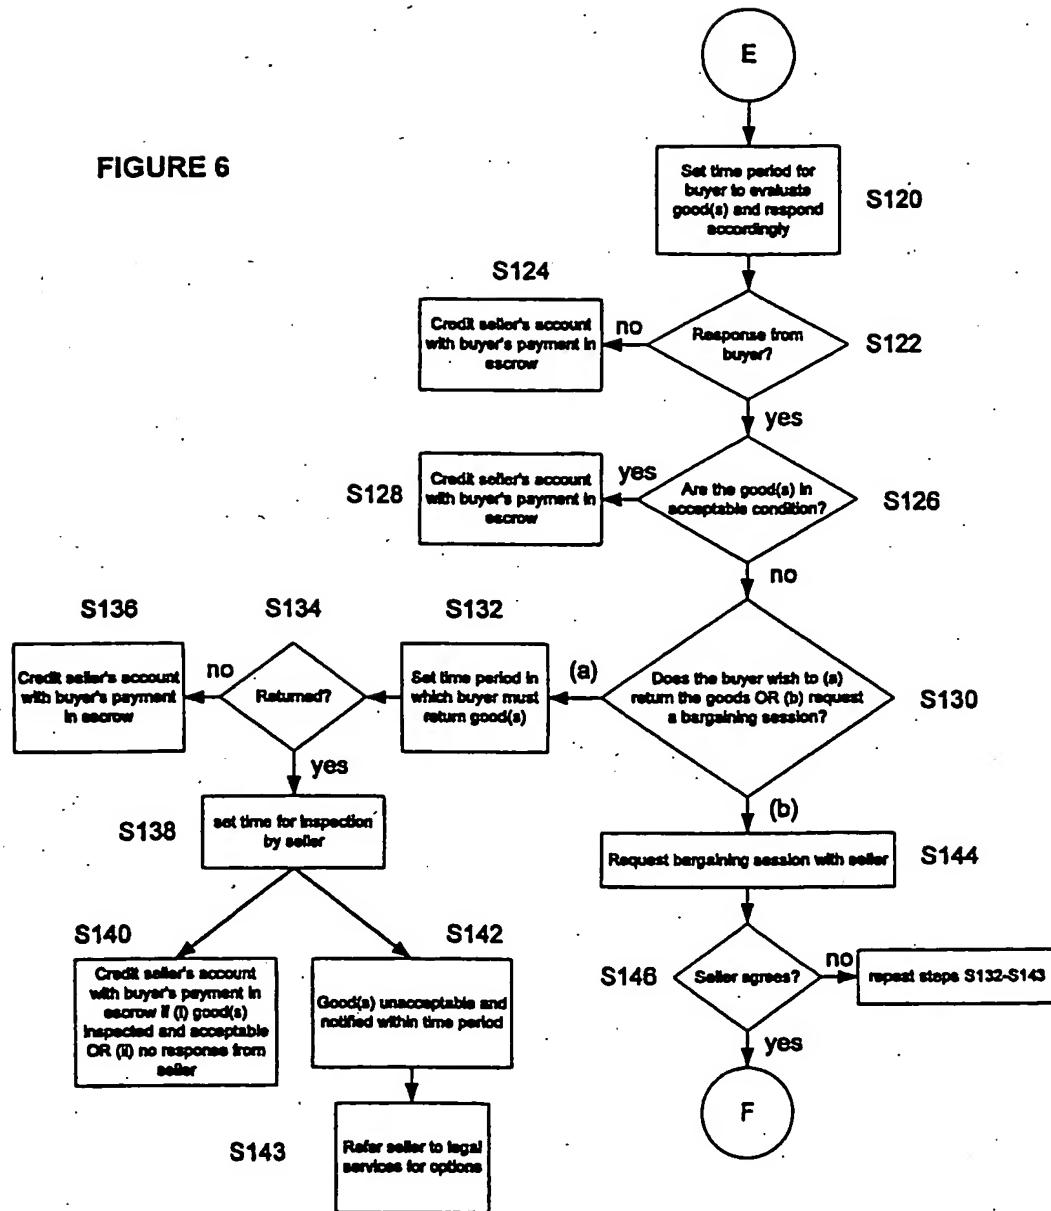 E
FIGURE 6
Set time period for
buyer to evaluate
good(s) and respond
accordingly
S120
S124
Credit seller's account
with buyer's payment in
escrow
no
Response from
buyer?
S122
yes
S128
Credit seller's account
with buyer's payment in
escrow
yes
Are the good(s) in
acceptable condition?
S126
no
S136
S134
S132
Credit seller's account
with buyer's payment
in escrow
no
Returned?
Set time period in
which buyer must
return good(s)
(a)
Does the buyer wish to (a)
return the goods OR (b) request
a bargaining session?
S130
yes
(b)
S138
set time for inspection
by seller
Request bargaining session with seller
S144
S140
S142
Credit seller's account
with buyer's payment in
escrow if (i) good(s)
inspected and acceptable
OR (ii) no response from
seller
Good(s) unacceptable and
notified within time period
S146
Seller agrees?
no
repeat steps S132-S143
yes
F
S143
Refer seller to legal
services for options